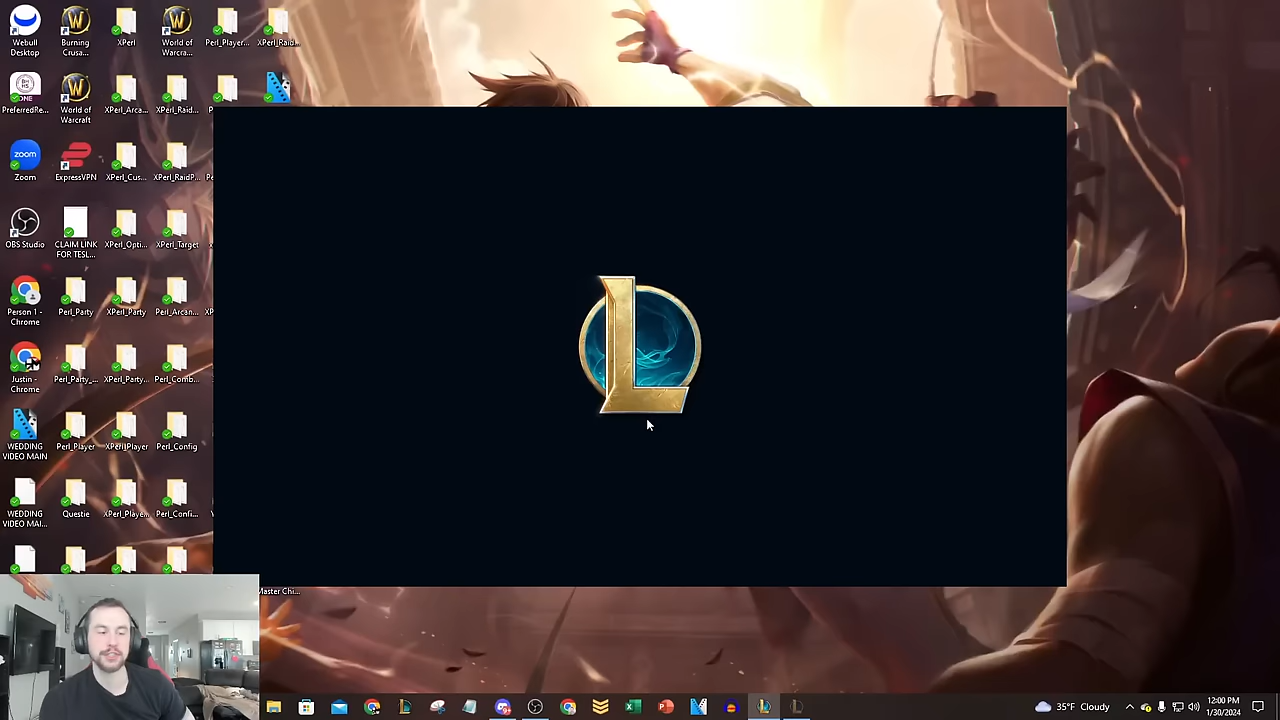 Webull
Desktop
Burning
Crusa...
XPerl
World of
Warcra...
Perl_Player...
XPerl_Raid...
PreferredRe...
World of
Warcraft
XPerl_Arca...
XPerl_Raid...
Zoom
ExpressVPN
XPerl_Cus...
XPerl_RaidP...
OBS Studio
CLAIM LINK
FOR TESL...
XPerl_Opti...
XPerl_Target
Person 1 -
Chrome
Perl_Party
XPerl_Party
Perl_Arcan...
XP
Justin -
Chrome
Perl_Party_...
XPerl_Party...
Perl_Comb...
WEDDING
VIDEO MAIN
Perl_Player
XPerl_Player
Perl_Config
WEDDING
VIDEO MAI...
Questie
XPerl_Playe...
Perl_Confi...
Master Chi...
zoom
L
35°F Cloudy
12:00 PM
1/30/2024